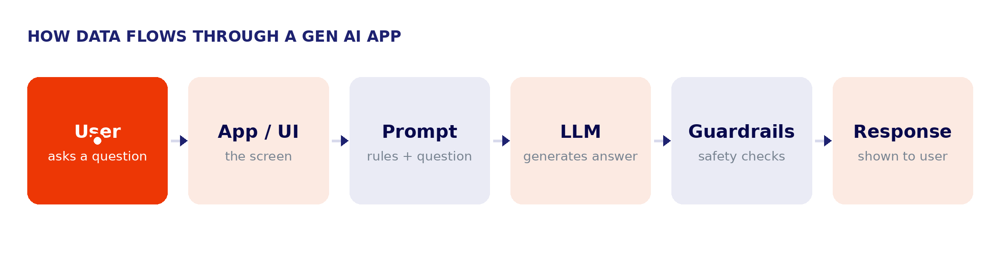 HOW DATA FLOWS THROUGH A GEN AI APP
User
asks a question
App / UI
the screen
Prompt
rules + question
LLM
generates answer
Guardrails
safety checks
Response
shown to user